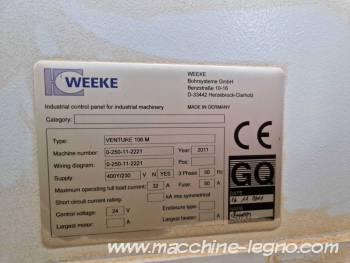 WEEKE
WEEKE
Bohrsysteme GmbH
Benzstraße 10-16
D-33442 Herzebrock-Clarholz
Industrial control panel for industrial machinery
MADE IN GERMANY
Category:
Type: VENTURE 106 M
Machine number: 0-250-11-2221 Year: 2011
Wiring diagram: 0-250-11-2221 Pos:
Supply: 400Y/230 V N YES 3 Phase 50 Hz
Maximum operating full load current: 32 A Fuse: 50 A
Short circuit current rating: kA rms symmetrical
Control voltage: 24 V Enclosure type:
Largest motor: A Largest heater: A
CE
GQ
DATE
www.macchine-legno.com